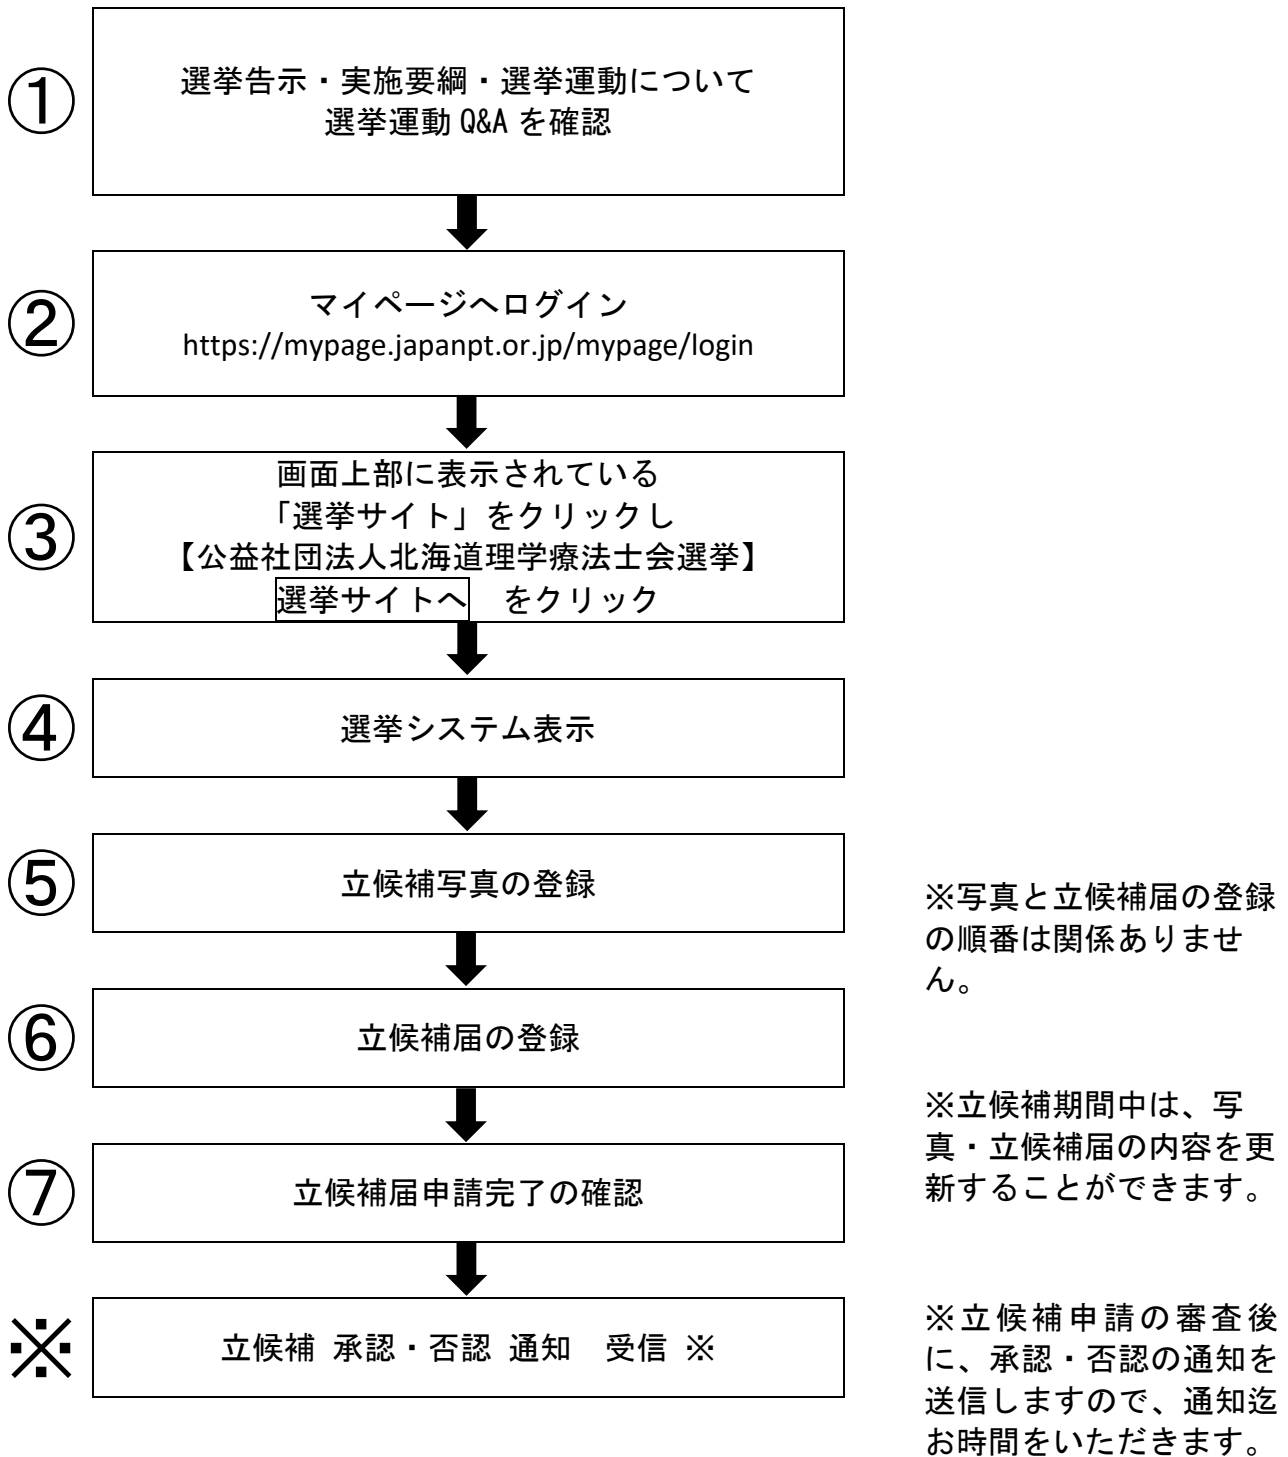 ①
選挙告示・実施要綱・選挙運動について
選挙運動 Q&A を確認
②
マイページへログイン
https://mypage.japanpt.or.jp/mypage/login
③
画面上部に表示されている
「選挙サイト」をクリックし
【公益社団法人北海道理学療法士会選挙】
選挙サイトへ　をクリック
④
選挙システム表示
⑤
立候補写真の登録
※写真と立候補届の登録
の順番は関係ありませ
ん。
⑥
立候補届の登録
※立候補期間中は、写
真・立候補届の内容を更
新することができます。
⑦
立候補届申請完了の確認
※
立候補 承認・否認 通知　受信 ※
※立候補申請の審査後
に、承認・否認の通知を
送信しますので、通知迄
お時間をいただきます。